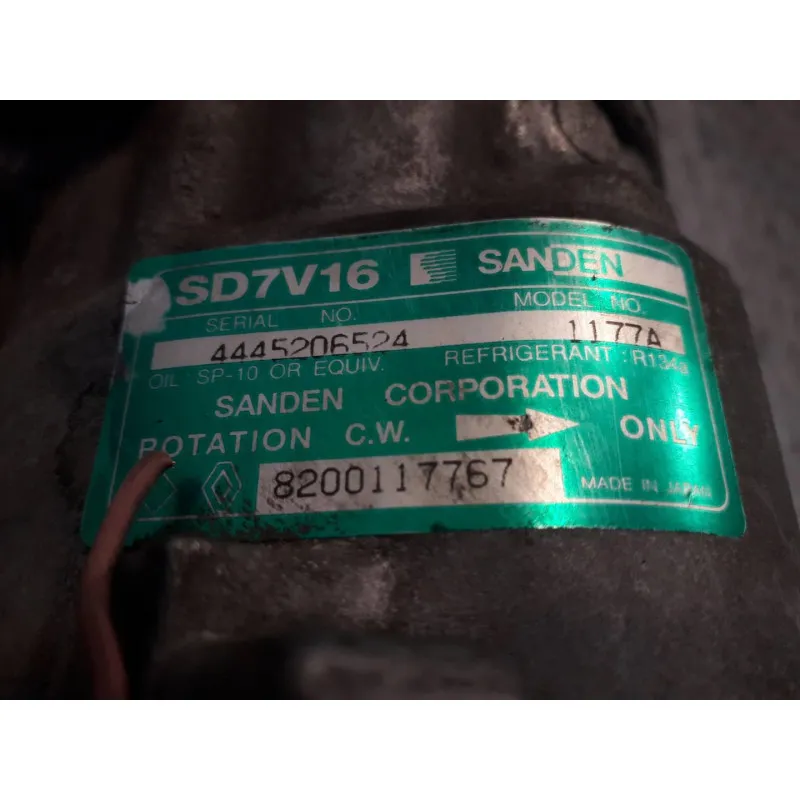 SD7V16 SANDEN
SERIAL NO. MODEL NO.
4445206524 1177A
OIL SP-10 OR EQUIV. REFRIGERANT : R134a
SANDEN CORPORATION
ROTATION C.W. ONLY
8200117767 MADE IN JAPAN